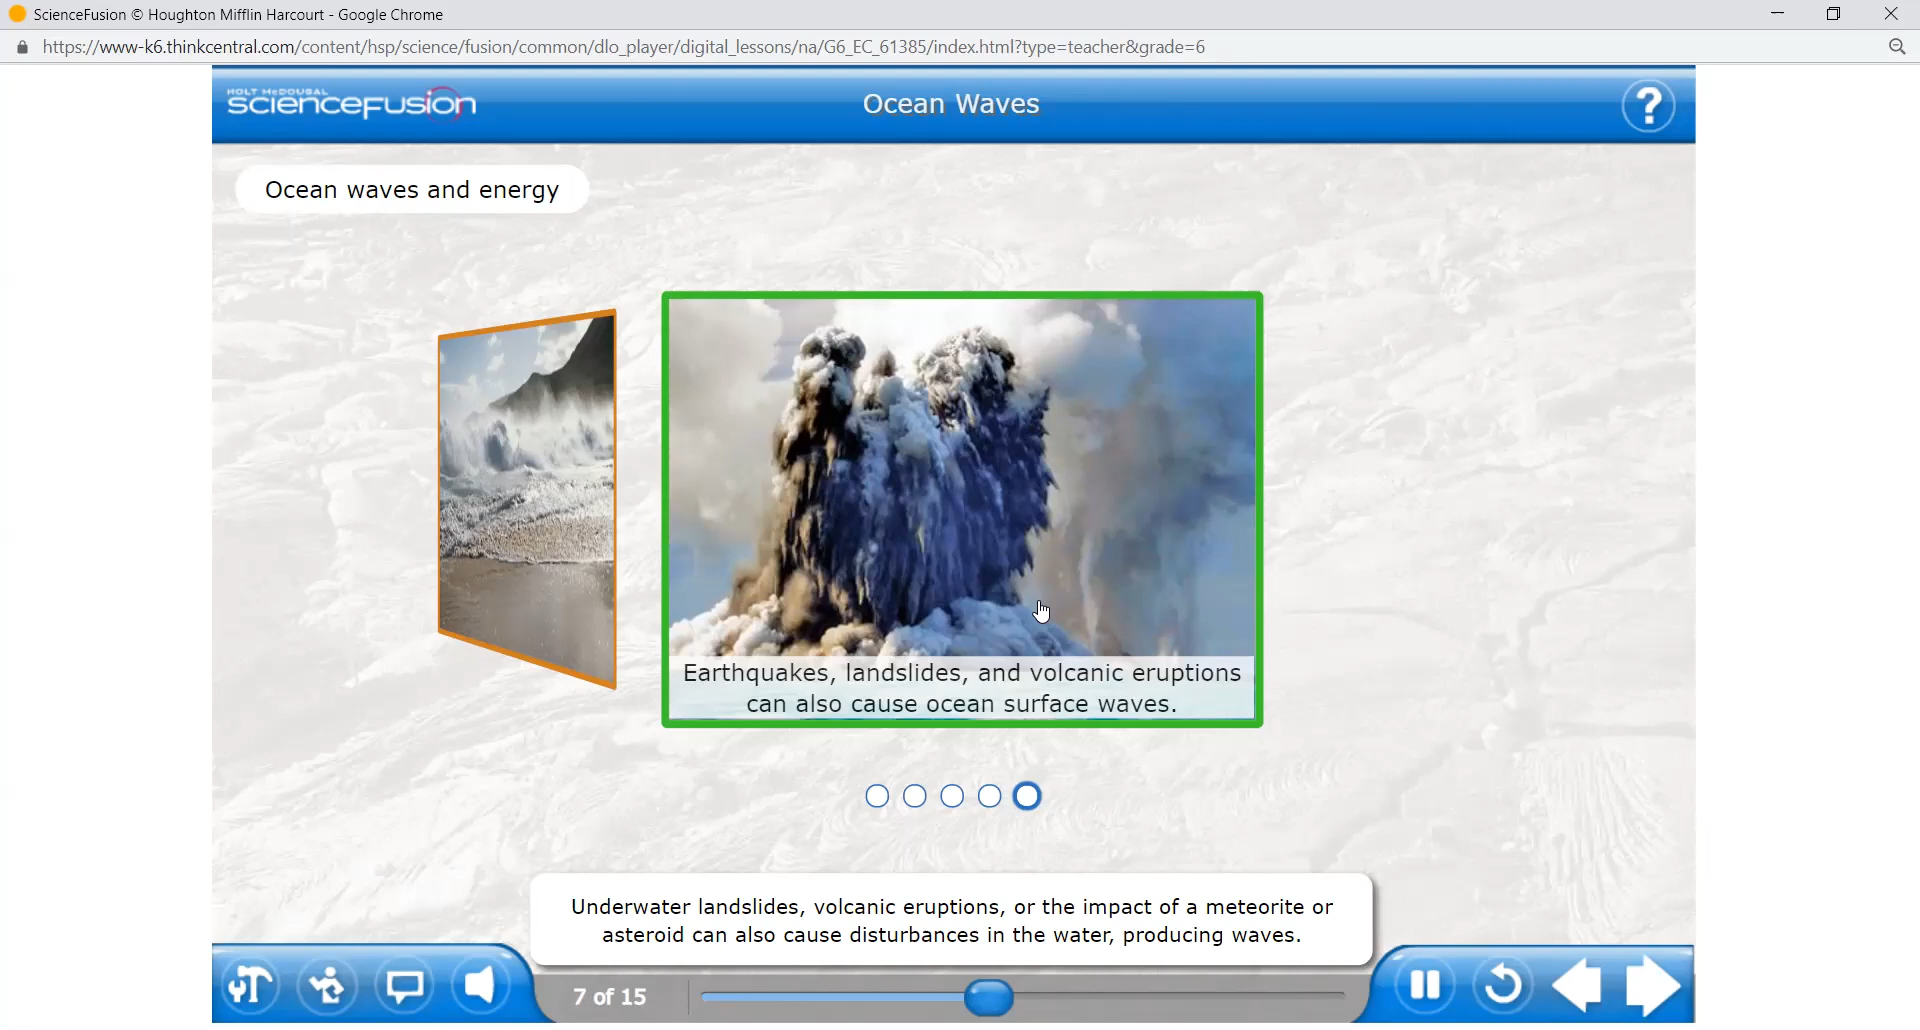 ScienceFusion © Houghton Mifflin Harcourt - Google Chrome
https://www-k6.thinkcentral.com/content/hsp/science/fusion/common/dlo_player/digital_lessons/na/G6_EC_61385/index.html?type=teacher&grade=6
HOLT McDOUGAL
scienceFusion
Ocean Waves
?
Ocean waves and energy
Earthquakes, landslides, and volcanic eruptions
can also cause ocean surface waves.
Underwater landslides, volcanic eruptions, or the impact of a meteorite or
asteroid can also cause disturbances in the water, producing waves.
7 of 15